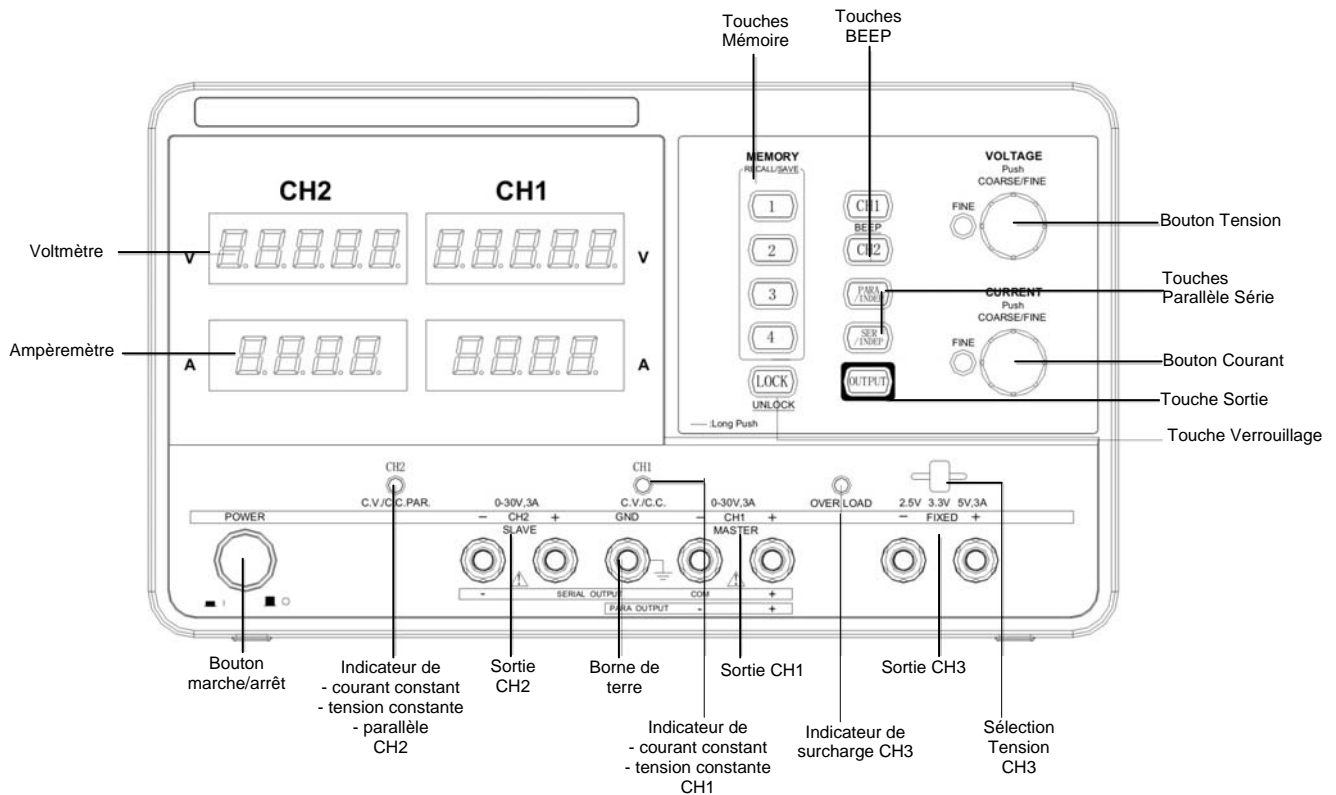 Touches
Mémoire
Touches
BEEP
MEMORY
RECALL/SAVE
VOLTAGE
Push
COARSE/FINE
CH2
CH1
1
CH1
FINE
Bouton Tension
BEEP
Voltmètre
V
V
2
CH2
Touches
Parallèle Série
3
PARA
/INDEP
CURRENT
Push
COARSE/FINE
Ampèremètre
A
A
4
SER
/INDEP
FINE
Bouton Courant
LOCK
OUTPUT
Touche Sortie
UNLOCK
:Long Push
Touche Verrouillage
CH2
CH1
C.V./C.C.PAR.
0-30V,3A
C.V./C.C.
0-30V,3A
OVER LOAD
2.5V 3.3V 5V,3A
POWER
- CH2 +
GND
- CH1 +
- FIXED +
SLAVE
MASTER
I
O
- SERIAL OUTPUT COM +
PARA OUTPUT - +
Bouton
marche/arrêt
Indicateur de
- courant constant
- tension constante
- parallèle
CH2
Sortie
CH2
Borne de
terre
Sortie CH1
Sortie CH3
Indicateur de
- courant constant
- tension constante
CH1
Indicateur de
surcharge CH3
Sélection
Tension
CH3